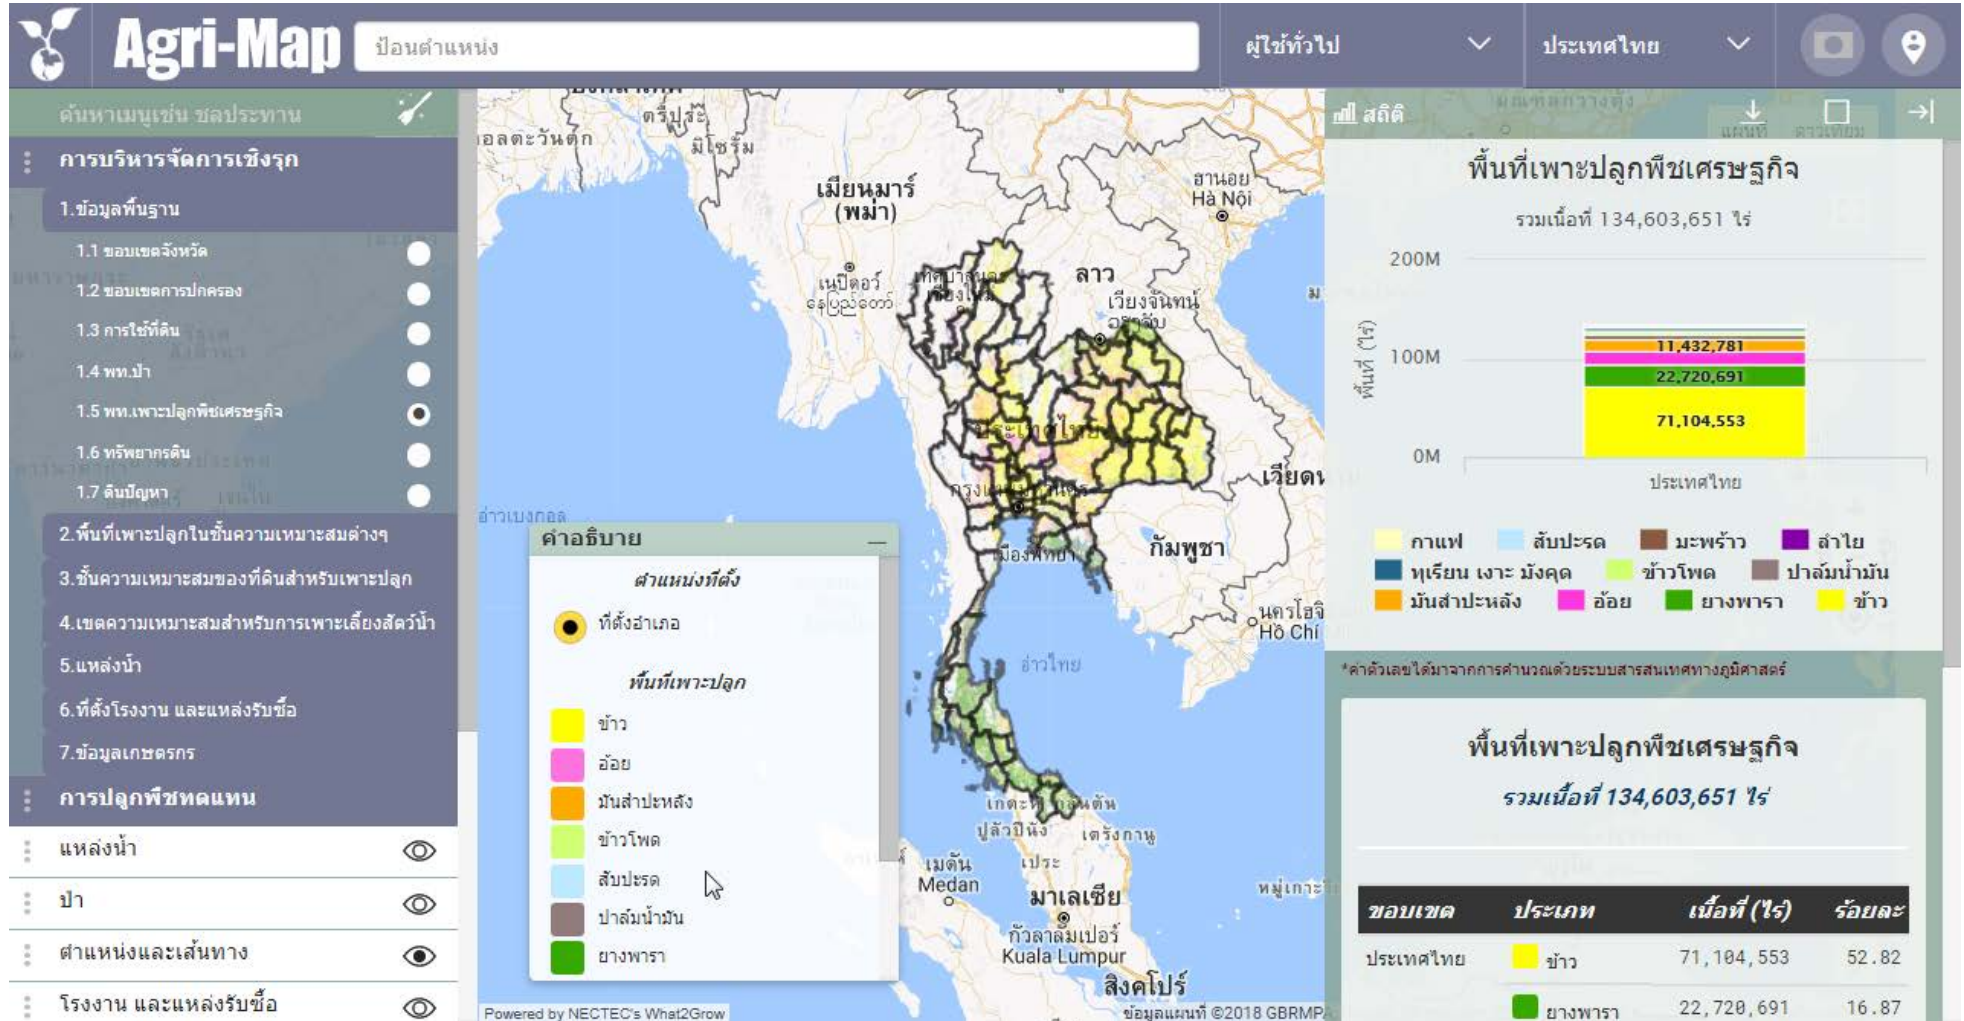 Agri-Map
ป้อนตำแหน่ง
ผู้ใช้ทั่วไป
ประเทศไทย
ค้นหาเมนูเช่น ชลประทาน
การบริหารจัดการเชิงรุก
1.ข้อมูลพื้นฐาน
1.1 ขอบเขตจังหวัด
1.2 ขอบเขตการปกครอง
1.3 การใช้ที่ดิน
1.4 พท.ป่า
1.5 พท.เพาะปลูกพืชเศรษฐกิจ
1.6 ทรัพยากรดิน
1.7 ดินปัญหา
2.พื้นที่เพาะปลูกในชั้นความเหมาะสมต่างๆ
3.ชั้นความเหมาะสมของที่ดินสำหรับเพาะปลูก
4.เขตความเหมาะสมสำหรับการเพาะเลี้ยงสัตว์น้ำ
5.แหล่งน้ำ
6.ที่ตั้งโรงงาน และแหล่งรับซื้อ
7.ข้อมูลเกษตรกร
การปลูกพืชทดแทน
แหล่งน้ำ
ป่า
ตำแหน่งและเส้นทาง
โรงงาน และแหล่งรับซื้อ
ตริปุระ
มิโซรัม
เมียนมาร์
(พม่า)
ฮานอย
Hà Nội
เนปีดอว์
နေပြည်တော်
ลาว
เวียงจันทน์
ประเทศไทย
อ่าวเบงกอล
เมืองพัทยา
กัมพูชา
Hồ Chí
อ่าวไทย
ปูลัวปีนัง
เตรังกานู
เมดัน
Medan
เประ
มาเลเซีย
กัวลาลัมเปอร์
Kuala Lumpur
สิงคโปร์
คำอธิบาย
ตำแหน่งที่ตั้ง
ที่ตั้งอำเภอ
พื้นที่เพาะปลูก
ข้าว
อ้อย
มันสำปะหลัง
ข้าวโพด
สับปะรด
ปาล์มน้ำมัน
ยางพารา
Powered by NECTEC's What2Grow
ข้อมูลแผนที่ ©2018 GBRMP
สถิติ
แผนที่ ดาวเทียม
พื้นที่เพาะปลูกพืชเศรษฐกิจ
รวมเนื้อที่ 134,603,651 ไร่
200M
100M
0M
พื้นที่ (ไร่)
11,432,781
22,720,691
71,104,553
ประเทศไทย
กาแฟ สับปะรด มะพร้าว ลำไย
ทุเรียน เงาะ มังคุด ข้าวโพด ปาล์มน้ำมัน
มันสำปะหลัง อ้อย ยางพารา ข้าว
*ค่าตัวเลขได้มาจากการคำนวณด้วยระบบสารสนเทศทางภูมิศาสตร์
พื้นที่เพาะปลูกพืชเศรษฐกิจ
รวมเนื้อที่ 134,603,651 ไร่
ขอบเขต ประเภท เนื้อที่ (ไร่) ร้อยละ
ประเทศไทย ข้าว 71,104,553 52.82
ยางพารา 22,720,691 16.87